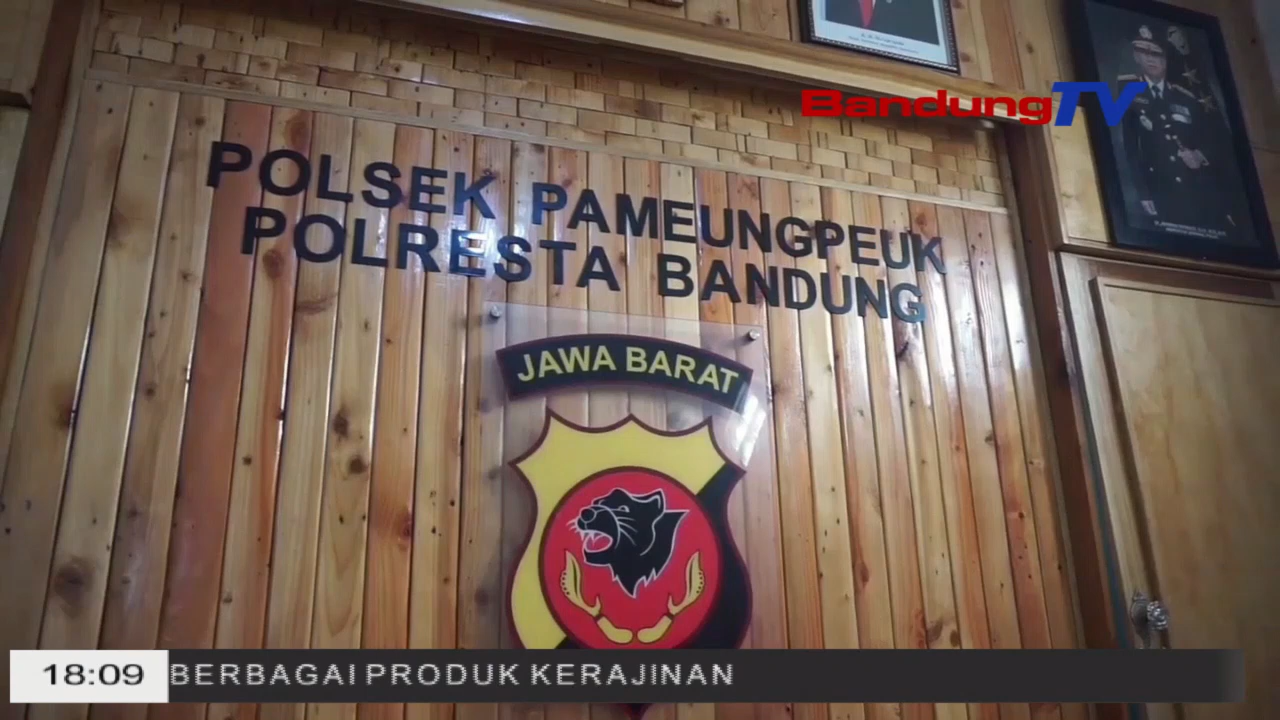 BandungTV
POLSEK PAMEUNGPEUK
POLRESTA BANDUNG
JAWA BARAT
18:09 BERBAGAI PRODUK KERAJINAN